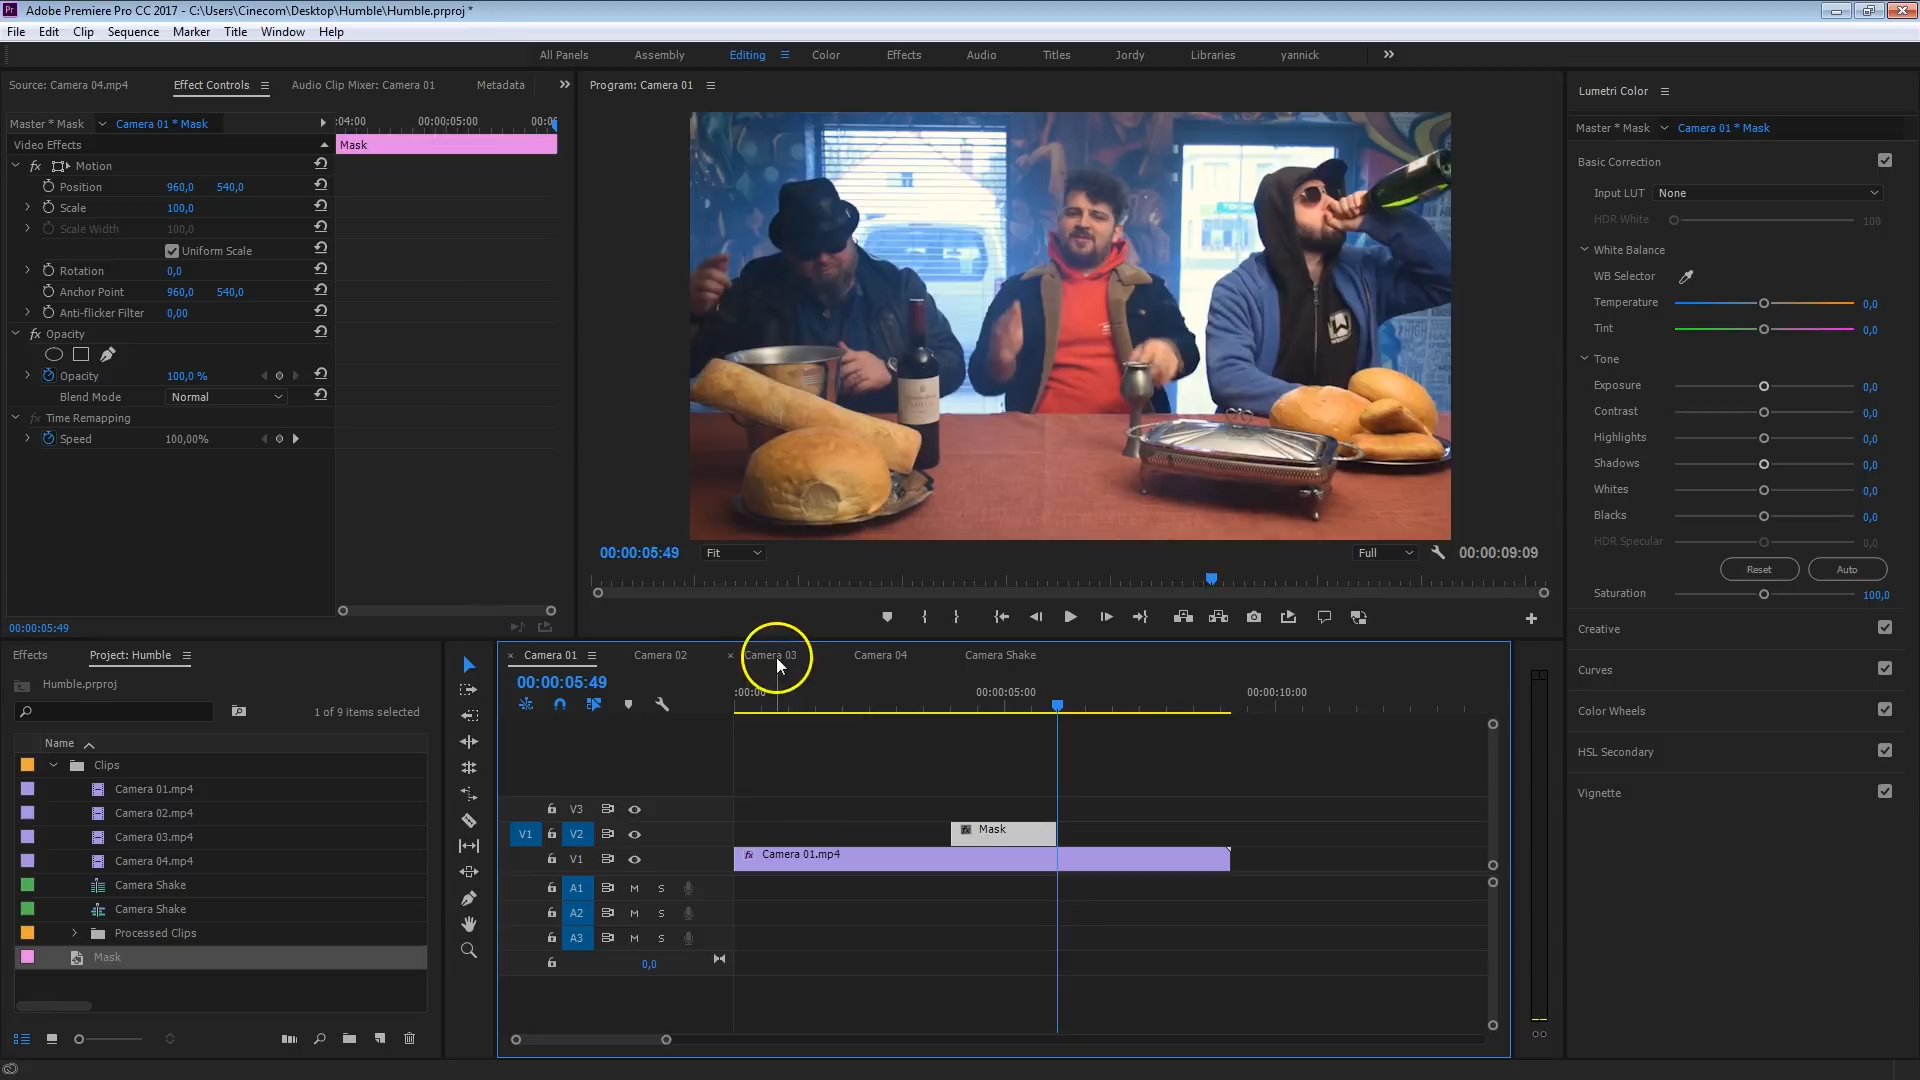 Pr Adobe Premiere Pro CC 2017 - C:\Users\Cinecom\Desktop\Humble\Humble.prproj *
File Edit Clip Sequence Marker Title Window Help
All Panels Assembly Editing Color Effects Audio Titles Jordy Libraries yannick
Source: Camera 04.mp4 Effect Controls Audio Clip Mixer: Camera 01 Metadata
Master * Mask Camera 01 * Mask :04:00 00:00:05:00 00:0
Video Effects Mask
fx Motion
Position 960,0 540,0
Scale 100,0
Scale Width 100,0
Uniform Scale
Rotation 0,0
Anchor Point 960,0 540,0
Anti-flicker Filter 0,00
fx Opacity
Opacity 100,0 %
Blend Mode Normal
fx Time Remapping
Speed 100,00%
00:00:05:49
Program: Camera 01
00:00:05:49 Fit Full 00:00:09:09
Lumetri Color
Master * Mask Camera 01 * Mask
Basic Correction
Input LUT None
HDR White 100
White Balance
WB Selector
Temperature 0,0
Tint 0,0
Tone
Exposure 0,0
Contrast 0,0
Highlights 0,0
Shadows 0,0
Whites 0,0
Blacks 0,0
HDR Specular 0,0
Reset Auto
Saturation 100,0
Creative
Curves
Color Wheels
HSL Secondary
Vignette
Effects Project: Humble
Humble.prproj
1 of 9 items selected
Name
Clips
Camera 01.mp4
Camera 02.mp4
Camera 03.mp4
Camera 04.mp4
Camera Shake
Camera Shake
Processed Clips
Mask
× Camera 01 Camera 02 × Camera 03 Camera 04 Camera Shake
00:00:05:49
:00:00 00:00:05:00 00:00:10:00
V3
V1 V2 fx Mask
V1 fx Camera 01.mp4
A1 M S
A2 M S
A3 M S
0,0